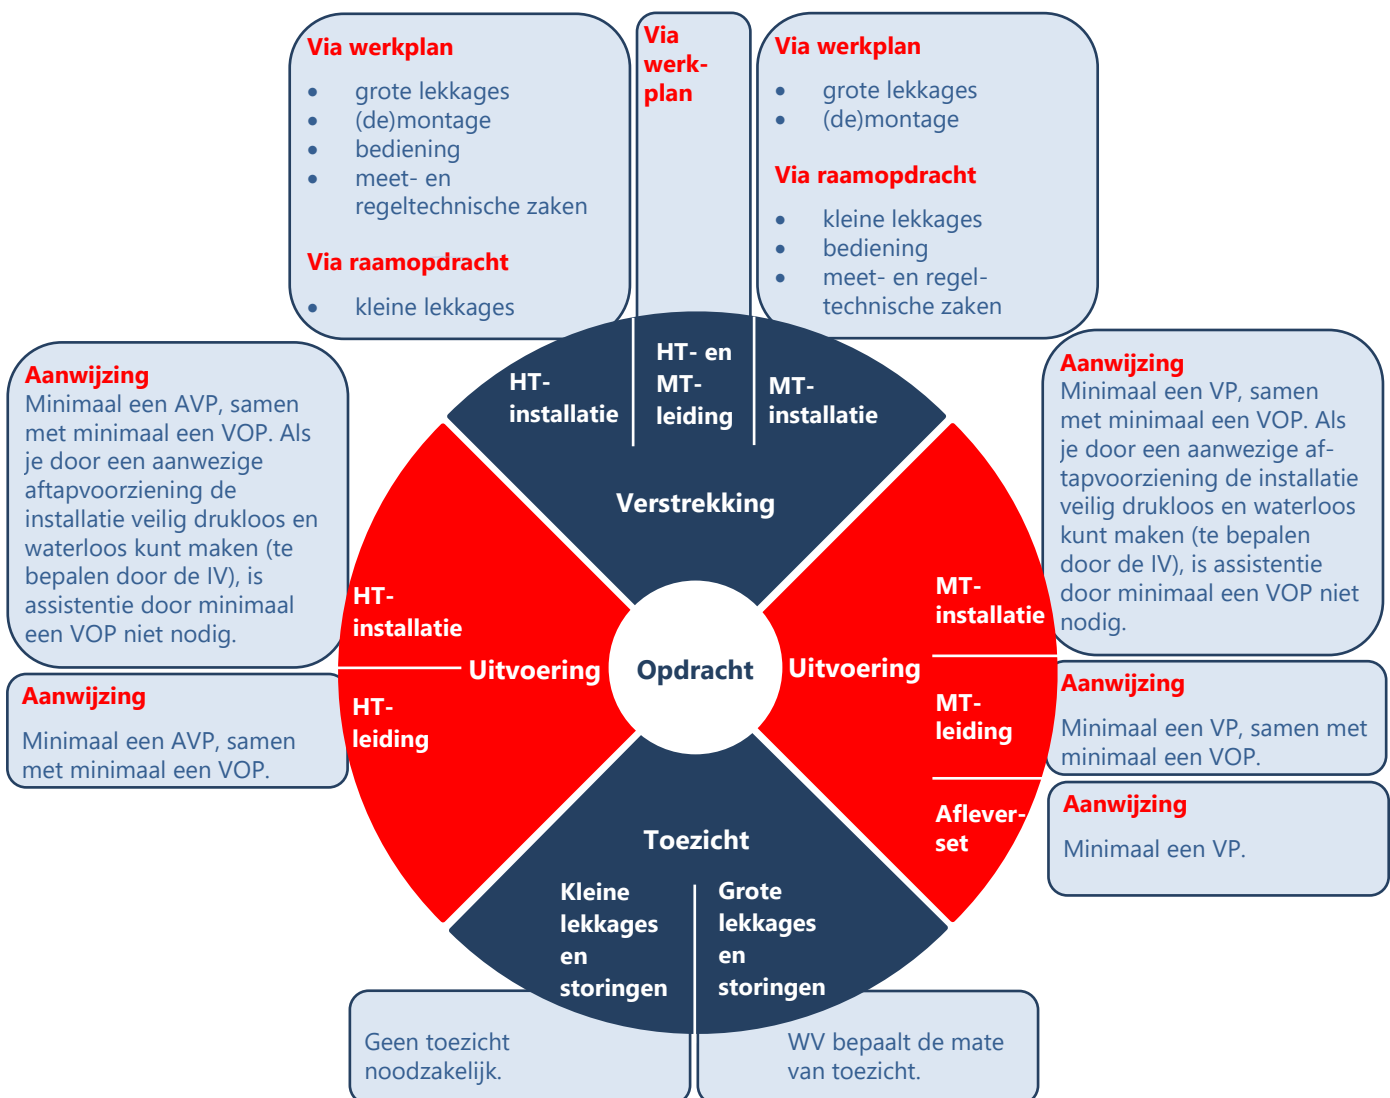 Via werkplan
• grote lekkages
• (de)montage
• bediening
• meet- en
regeltechnische zaken
Via raamopdracht
• kleine lekkages
Via
werk-
plan
Via werkplan
• grote lekkages
• (de)montage
Via raamopdracht
• kleine lekkages
• bediening
• meet- en regel-
technische zaken
HT-
installatie
HT- en
MT-
leiding
MT-
installatie
Verstrekking
Aanwijzing
Minimaal een AVP, samen
met minimaal een VOP. Als
je door een aanwezige
aftapvoorziening de
installatie veilig drukloos en
waterloos kunt maken (te
bepalen door de IV), is
assistentie door minimaal
een VOP niet nodig.
Aanwijzing
Minimaal een AVP, samen
met minimaal een VOP.
HT-
installatie
HT-
leiding
Uitvoering
Opdracht
Uitvoering
MT-
installatie
MT-
leiding
Aflever-
set
Aanwijzing
Minimaal een VP, samen
met minimaal een VOP. Als
je door een aanwezige af-
tapvoorziening de installatie
veilig drukloos en waterloos
kunt maken (te bepalen
door de IV), is assistentie
door minimaal een VOP niet
nodig.
Aanwijzing
Minimaal een VP, samen met
minimaal een VOP.
Aanwijzing
Minimaal een VP.
Toezicht
Kleine
lekkages
en
storingen
Grote
lekkages
en
storingen
Geen toezicht
noodzakelijk.
WV bepaalt de mate
van toezicht.